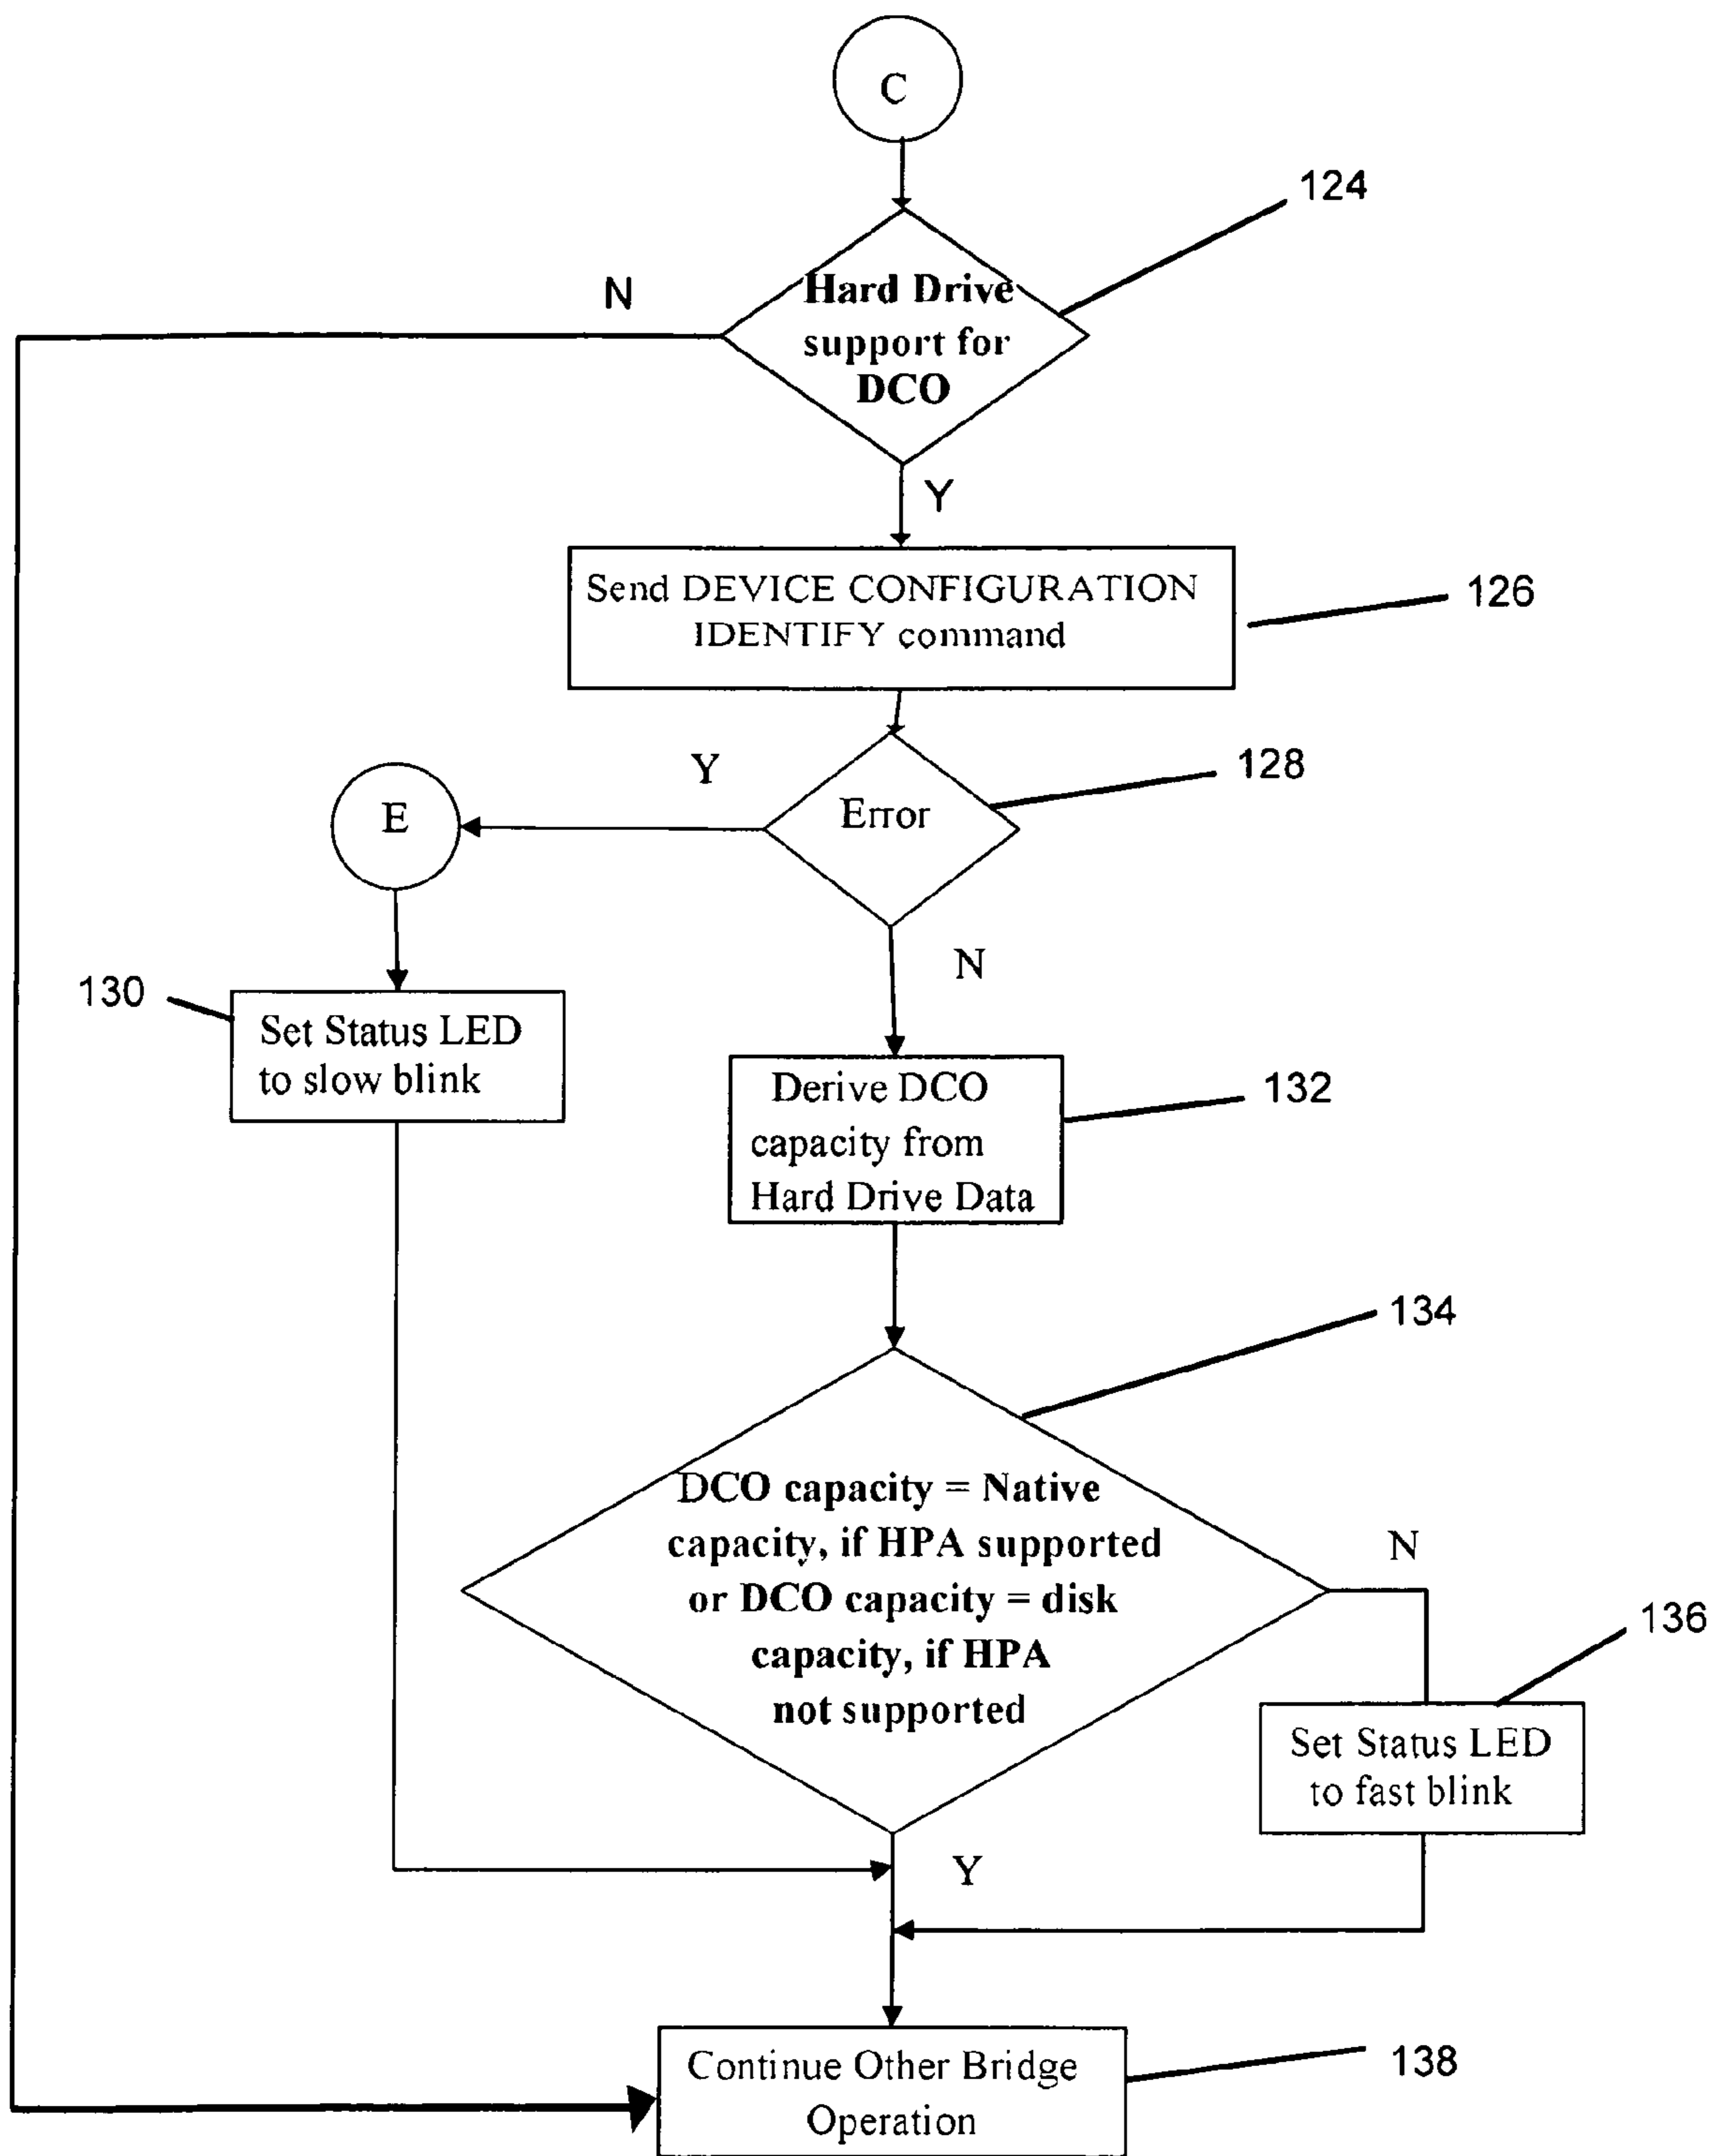 C
124
N
Hard Drive
support for
DCO
Y
Send DEVICE CONFIGURATION
IDENTIFY command
126
Y
128
E
Error
N
130
Set Status LED
to slow blink
Derive DCO
capacity from
Hard Drive Data
132
134
DCO capacity = Native
capacity, if HPA supported
or DCO capacity = disk
capacity, if HPA
not supported
N
136
Set Status LED
to fast blink
Y
Continue Other Bridge
Operation
138